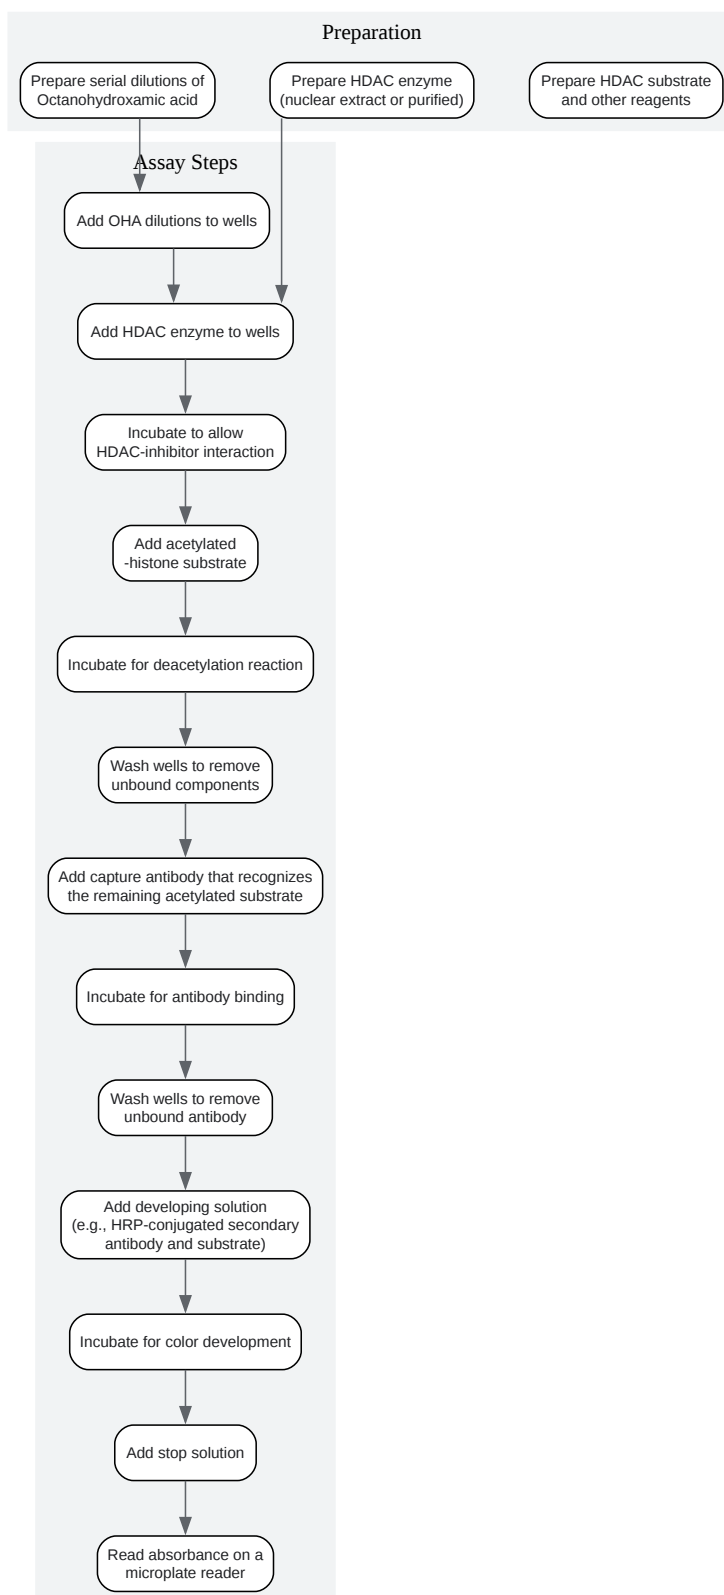 Preparation
Prepare serial dilutions of
Octanohydroxamic acid
Prepare HDAC enzyme
(nuclear extract or purified)
Prepare HDAC substrate
and other reagents
Assay Steps
Add OHA dilutions to wells
Add HDAC enzyme to wells
Incubate to allow
HDAC-inhibitor interaction
Add acetylated
-histone substrate
Incubate for deacetylation reaction
Wash wells to remove
unbound components
Add capture antibody that recognizes
the remaining acetylated substrate
Incubate for antibody binding
Wash wells to remove
unbound antibody
Add developing solution
(e.g., HRP-conjugated secondary
antibody and substrate)
Incubate for color development
Add stop solution
Read absorbance on a
microplate reader